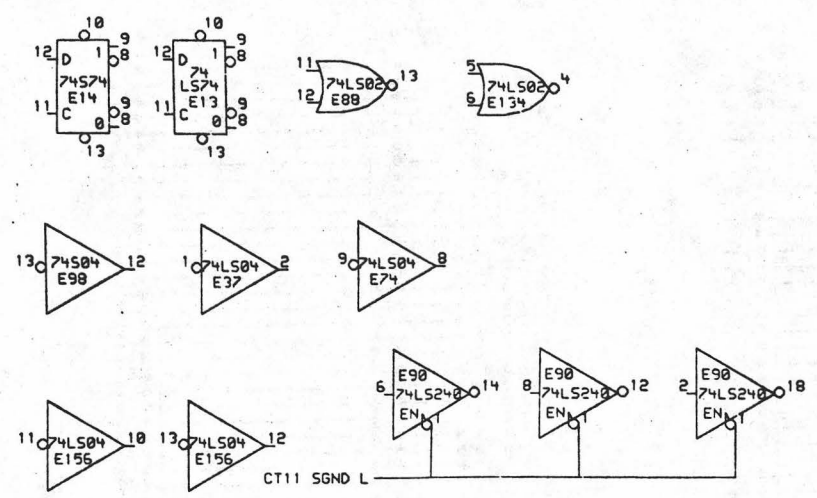 10
12 D 1 9
8
74S74
E14
11 C 9
0 8
13
10
12 D 1 9
8
74
LS74
E13
11 C 9
0 8
13
11
12
74LS02
E88
13
5
6
74LS02
E134
4
13 74S04 12
E98
1 74LS04 2
E37
9 74LS04 8
E74
E90
6 74LS240 14
EN 1
E90
8 74LS240 12
EN 1
E90
2 74LS240 18
EN 1
11 74LS04 10
E156
13 74LS04 12
E156
CT11 SGND L